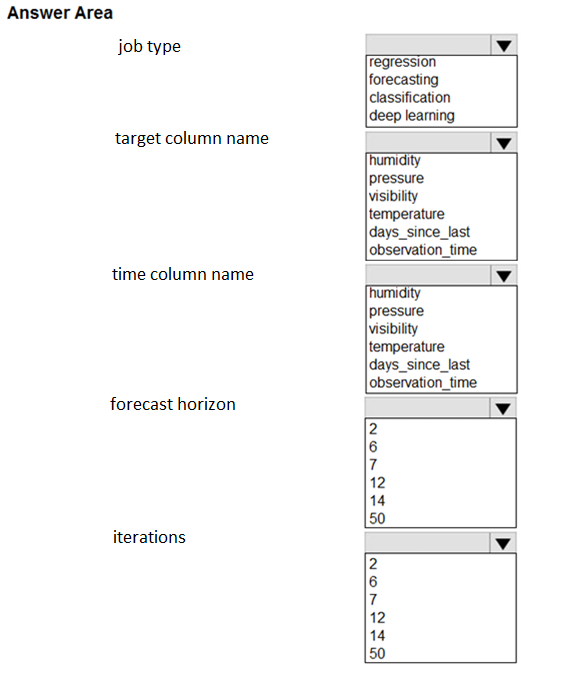 Answer Area
job type
regression
forecasting
classification
deep learning
target column name
humidity
pressure
visibility
temperature
days_since_last
observation_time
time column name
humidity
pressure
visibility
temperature
days_since_last
observation_time
forecast horizon
2
6
7
12
14
50
iterations
2
6
7
12
14
50